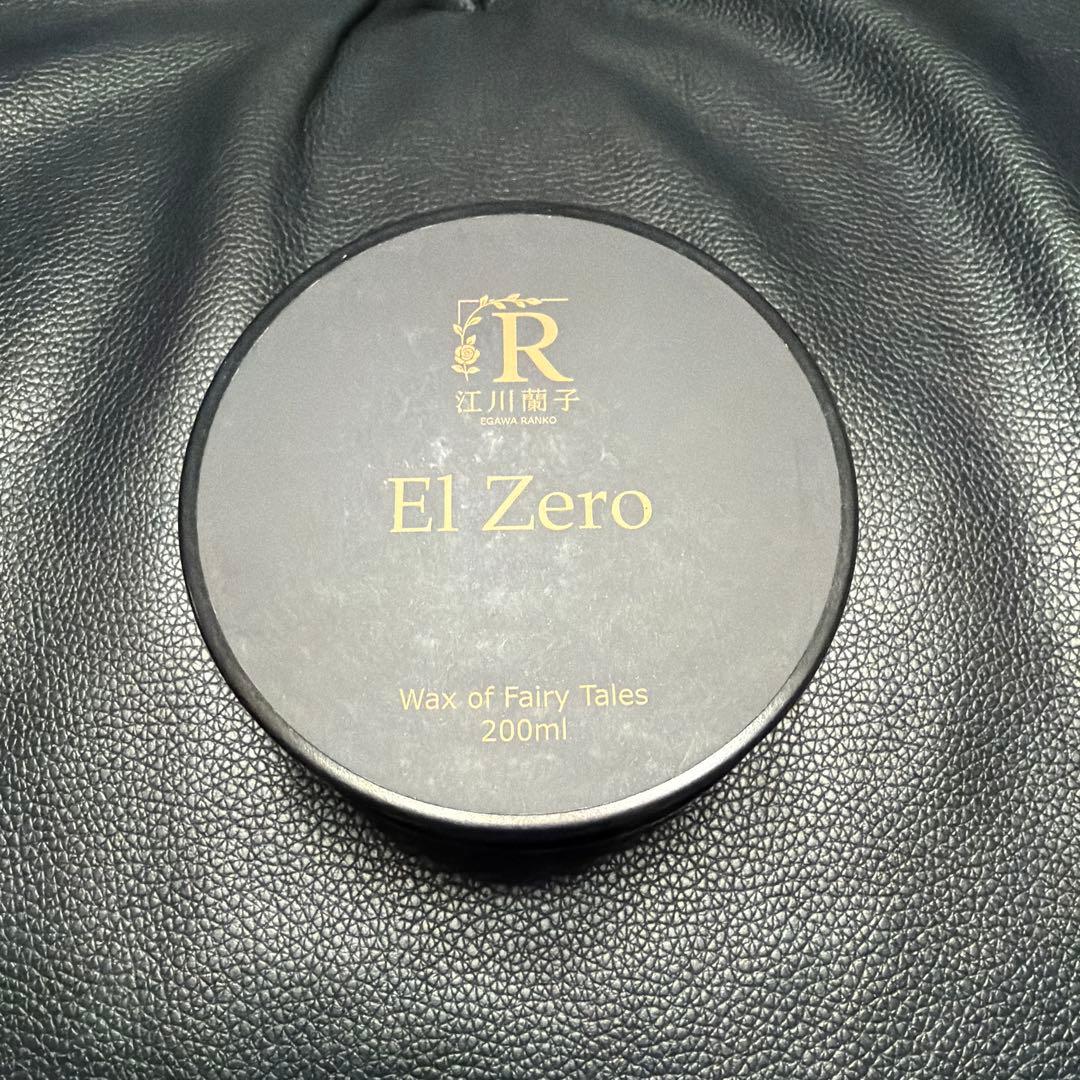 R
江川蘭子
EGAWA RANKO
El Zero
Wax of Fairy Tales
200ml